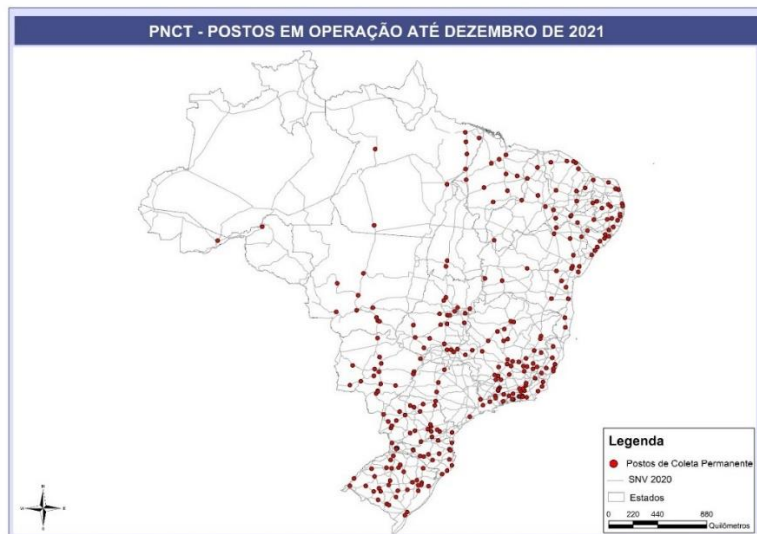 PNCT - POSTOS EM OPERAÇÃO ATÉ DEZEMBRO DE 2021
Legenda
Postos de Coleta Permanente
SNV 2020
Estados
0 220 440 880
Quilômetros
N
W E
S